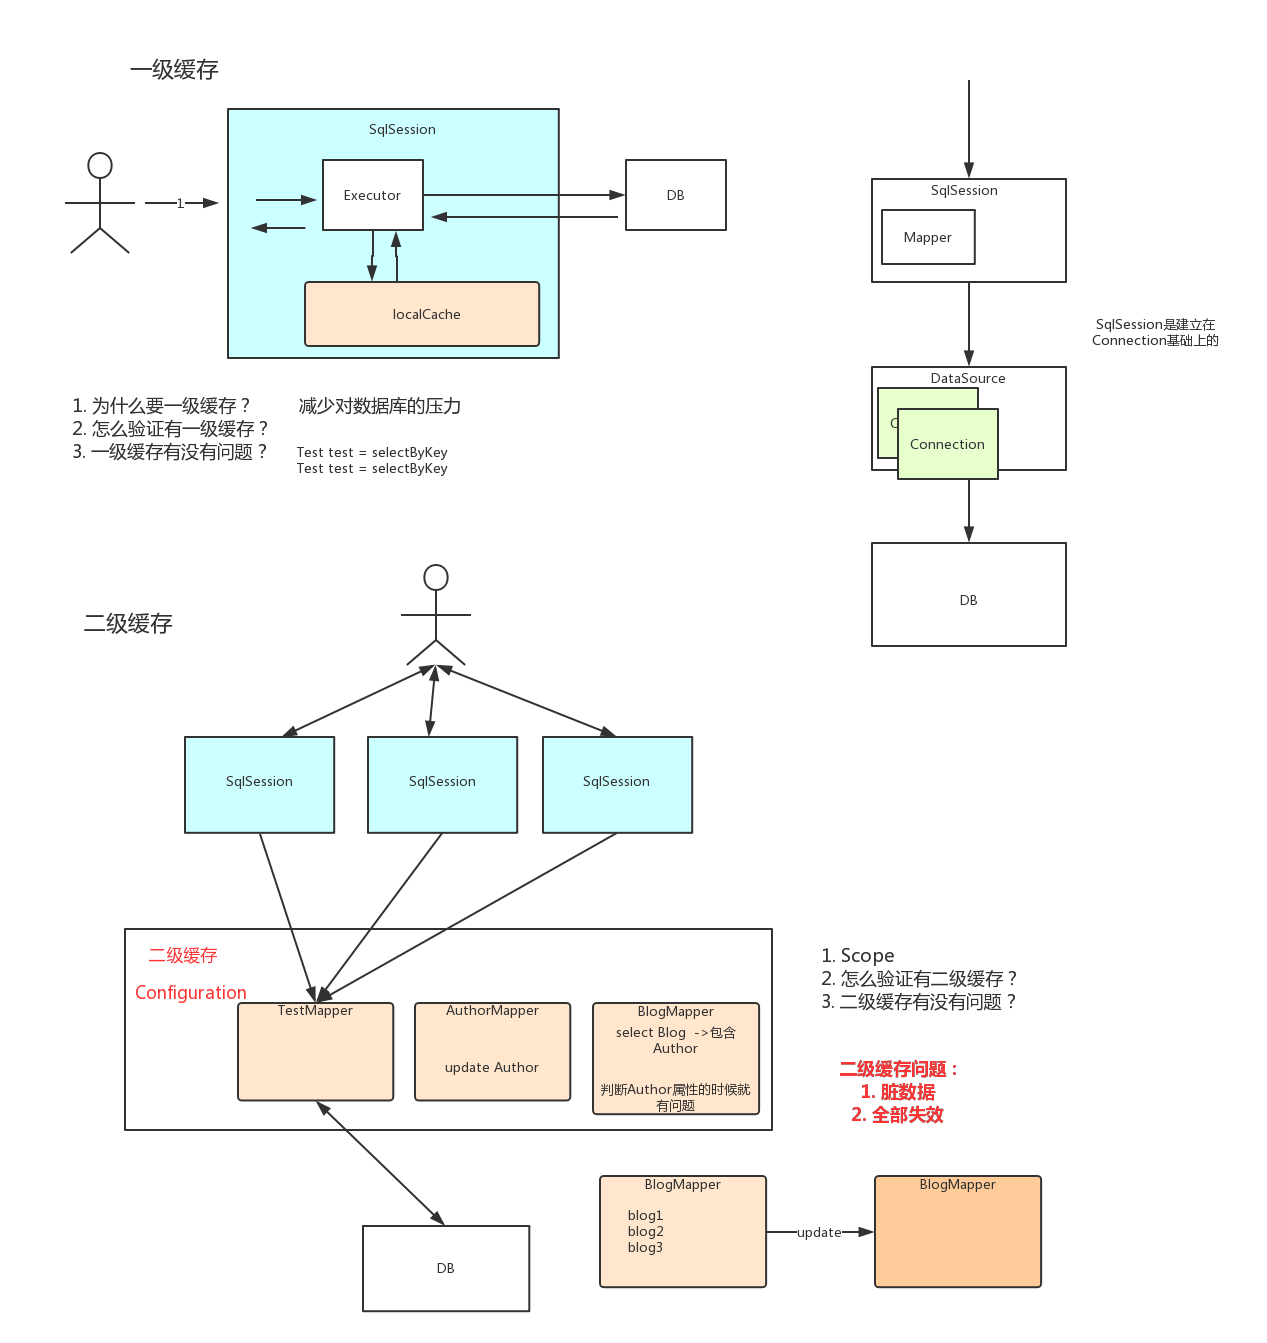 一级缓存
SqlSession
1
Executor
DB
localCache
1. 为什么要一级缓存？
减少对数据库的压力
2. 怎么验证有一级缓存？
3. 一级缓存有没有问题？
Test test = selectByKey
Test test = selectByKey
SqlSession
Mapper
SqlSession是建立在
Connection基础上的
DataSource
Connection
DB
二级缓存
SqlSession
SqlSession
SqlSession
二级缓存
Configuration
TestMapper
AuthorMapper
update Author
BlogMapper
select Blog ->包含
Author
判断Author属性的时候就
有问题
1. Scope
2. 怎么验证有二级缓存？
3. 二级缓存有没有问题？
二级缓存问题：
1. 脏数据
2. 全部失效
DB
BlogMapper
blog1
blog2
blog3
update
BlogMapper